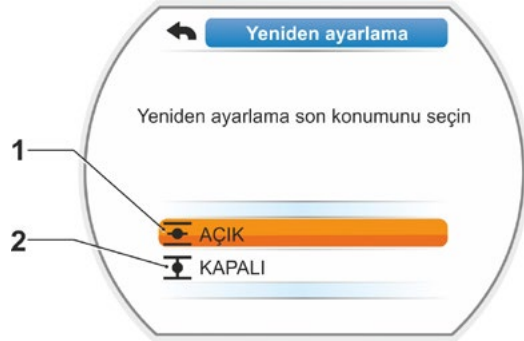 Yeniden ayarlama
Yeniden ayarlama son konumunu seçin
1
AÇIK
2
KAPALI